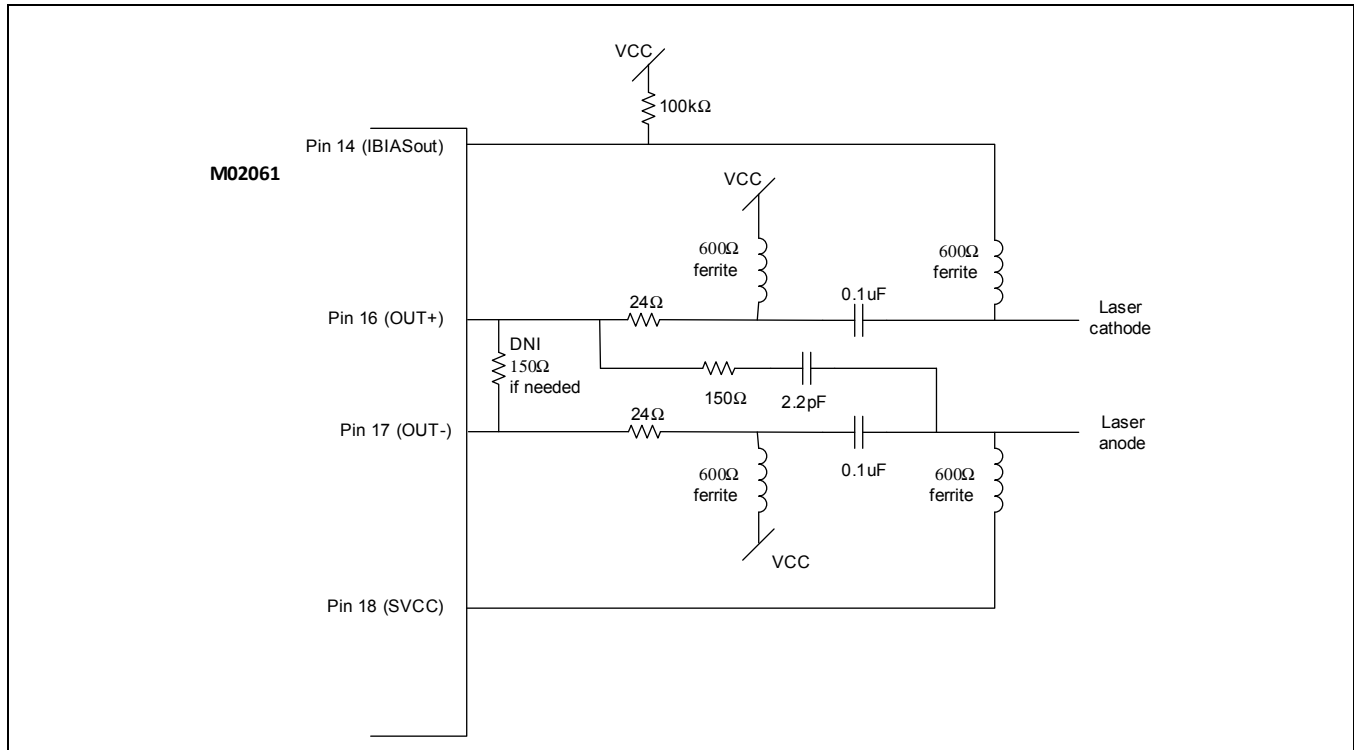 VCC
100kΩ
Pin 14 (IBIASout)
M02061
VCC
600Ω
ferrite
600Ω
ferrite
0.1uF
24Ω
Pin 16 (OUT+)
Laser
cathode
DNI
150Ω
if needed
150Ω
2.2pF
24Ω
Pin 17 (OUT-)
Laser
anode
0.1uF
600Ω
ferrite
600Ω
ferrite
VCC
Pin 18 (SVCC)